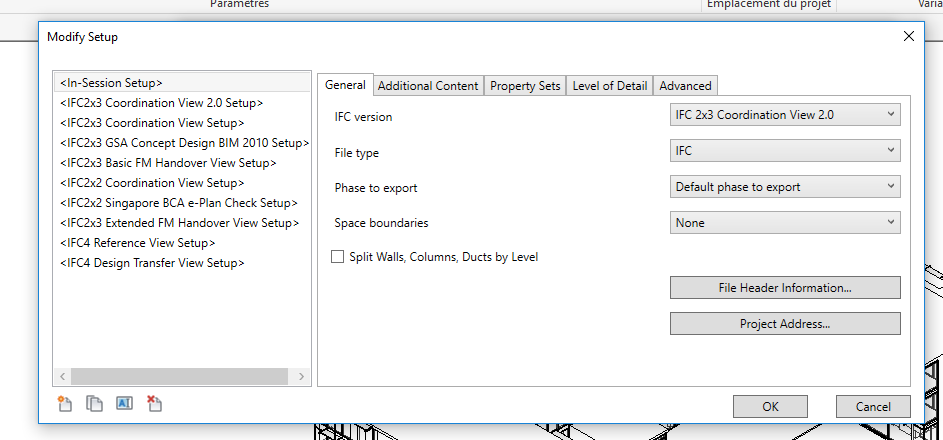 Paramètres
Emplacement du projet
Modify Setup
<In-Session Setup>
<IFC2x3 Coordination View 2.0 Setup>
<IFC2x3 Coordination View Setup>
<IFC2x3 GSA Concept Design BIM 2010 Setup>
<IFC2x3 Basic FM Handover View Setup>
<IFC2x2 Coordination View Setup>
<IFC2x2 Singapore BCA e-Plan Check Setup>
<IFC2x3 Extended FM Handover View Setup>
<IFC4 Reference View Setup>
<IFC4 Design Transfer View Setup>
General Additional Content Property Sets Level of Detail Advanced
IFC version IFC 2x3 Coordination View 2.0
File type IFC
Phase to export Default phase to export
Space boundaries None
Split Walls, Columns, Ducts by Level
File Header Information...
Project Address...
OK Cancel